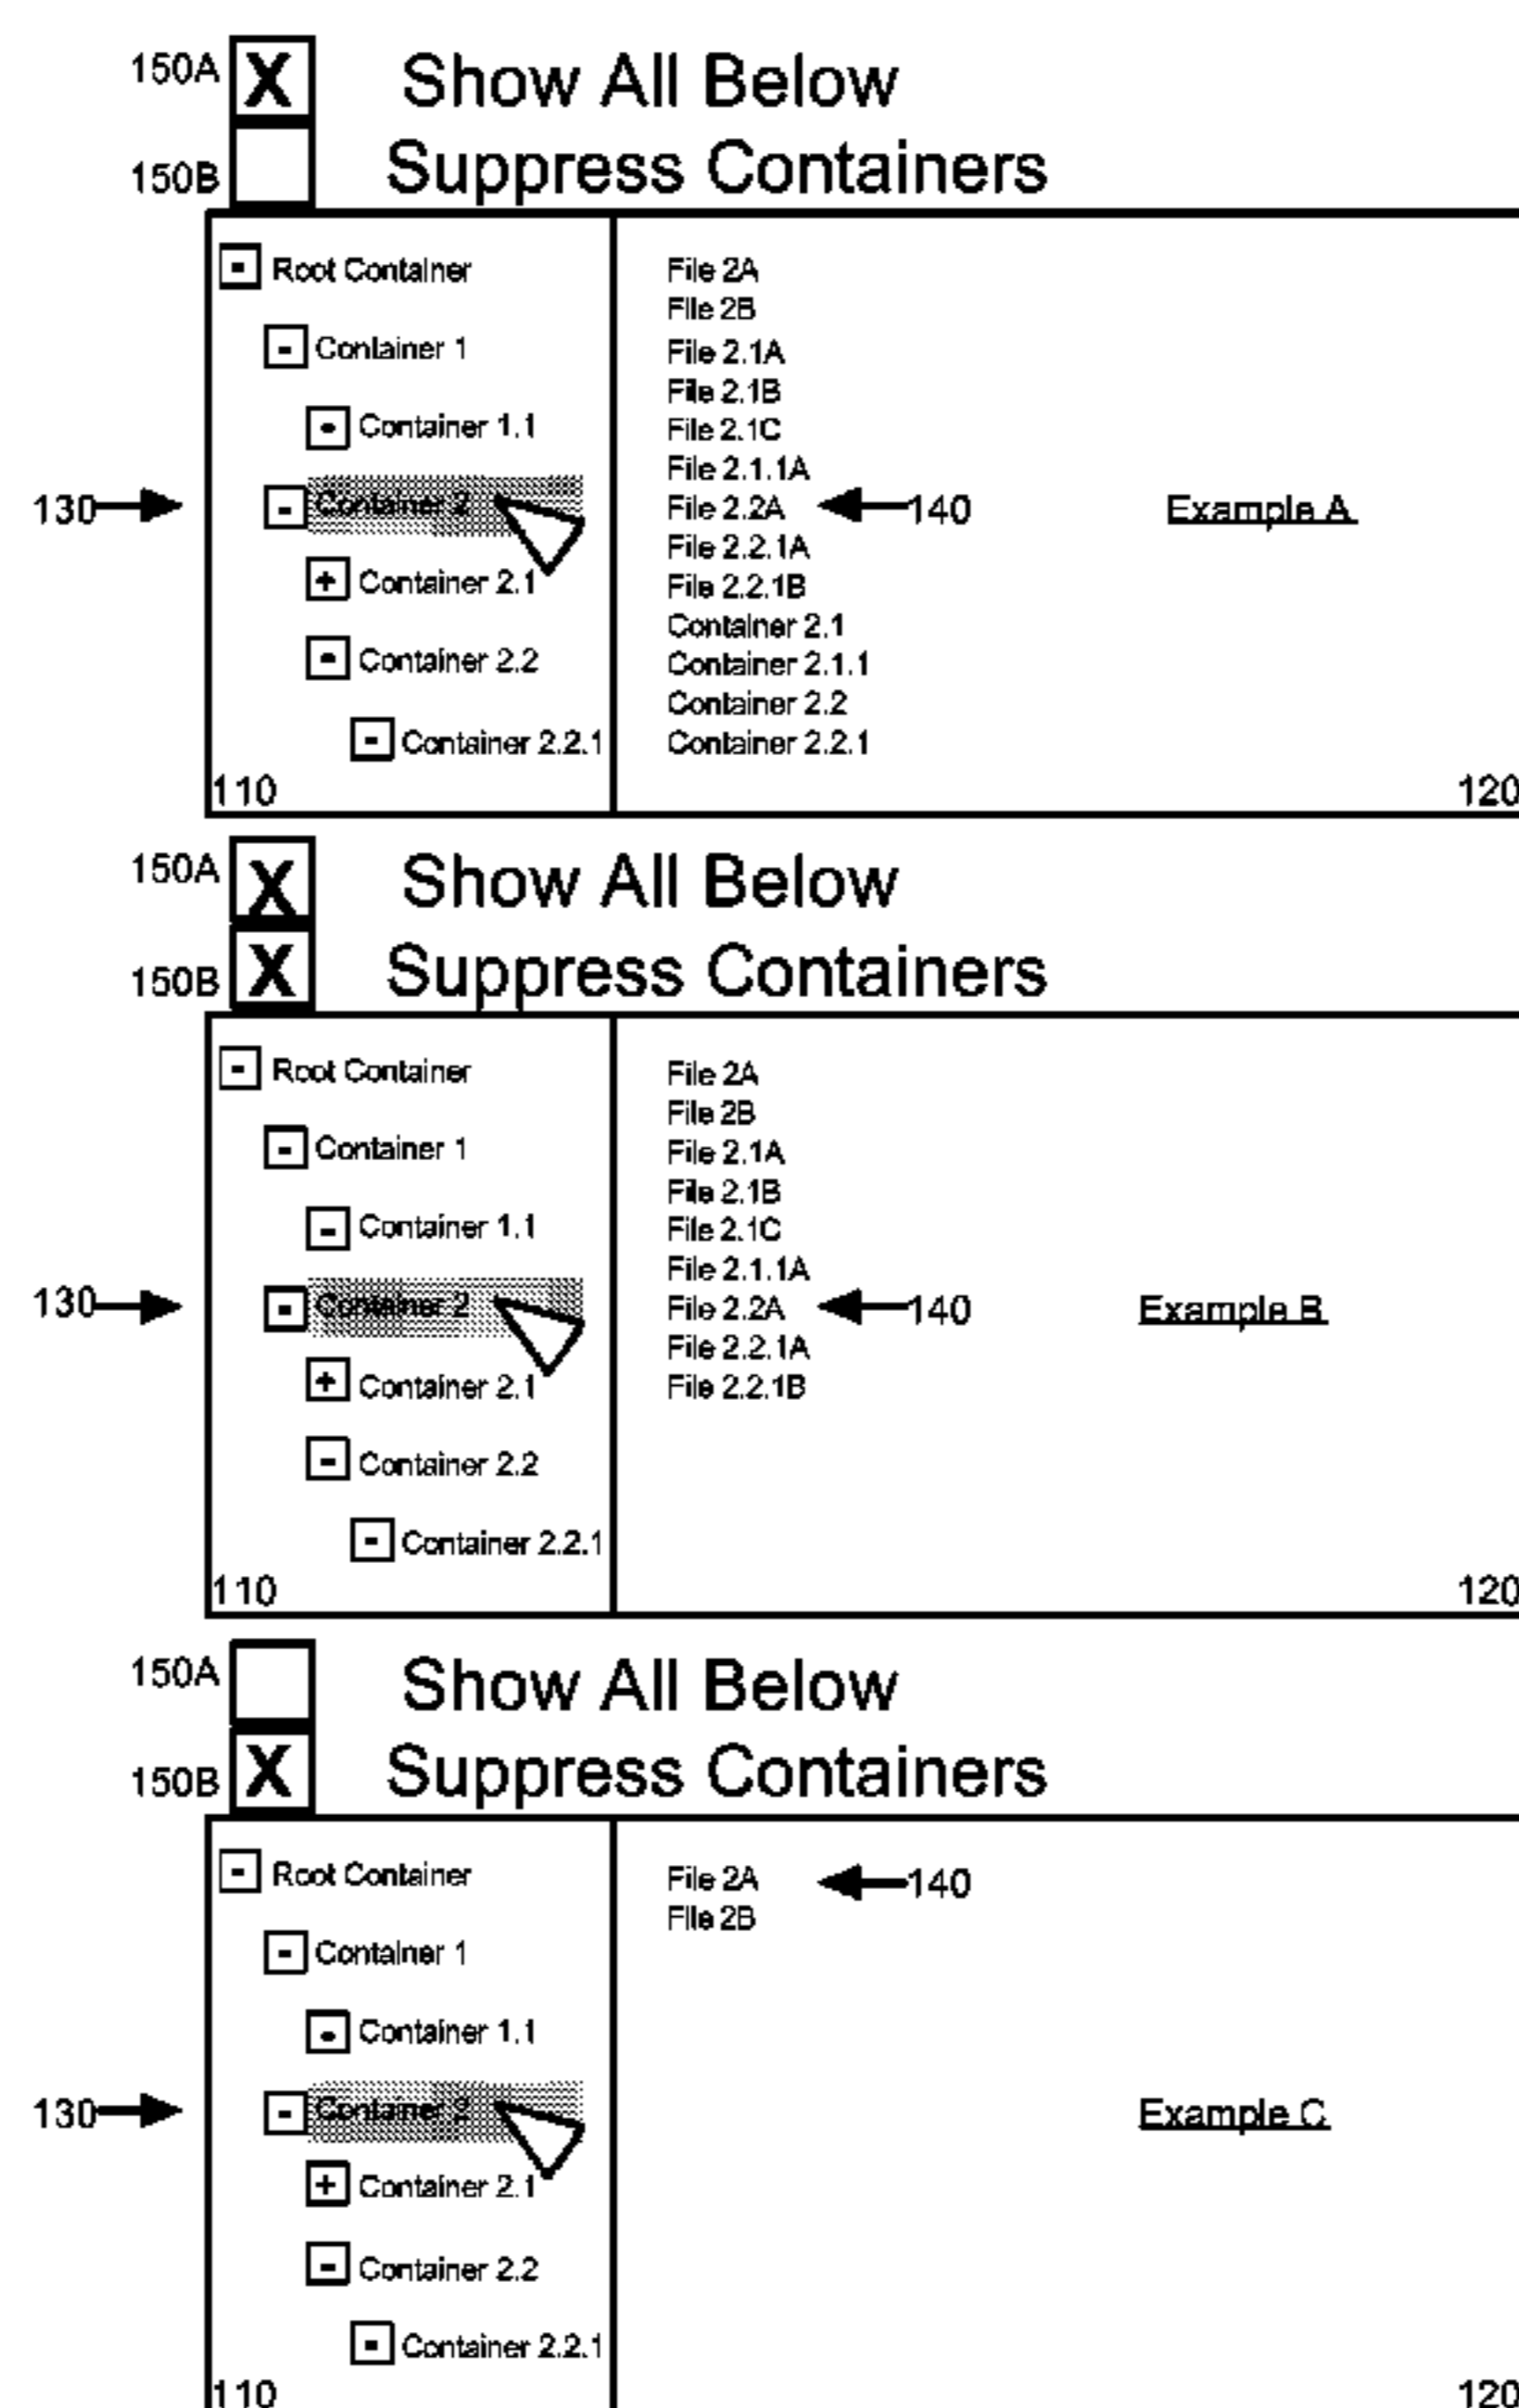 150A X Show All Below
150B Suppress Containers
- Root Container
- Container 1
Container 1.1
130 - Container 2
+ Container 2.1
Container 2.2
- Container 2.2.1
110
File 2A
File 2B
File 2.1A
File 2.1B
File 2.1C
File 2.1.1A
File 2.2A 140
File 2.2.1A
File 2.2.1B
Container 2.1
Container 2.1.1
Container 2.2
Container 2.2.1
Example A
120
150A X Show All Below
150B X Suppress Containers
- Root Container
- Container 1
- Container 1.1
130 - Container 2
+ Container 2.1
- Container 2.2
- Container 2.2.1
110
File 2A
File 2B
File 2.1A
File 2.1B
File 2.1C
File 2.1.1A
File 2.2A 140
File 2.2.1A
File 2.2.1B
Example B
120
150A Show All Below
150B X Suppress Containers
- Root Container
- Container 1
Container 1.1
130 - Container 2
+ Container 2.1
- Container 2.2
Container 2.2.1
110
File 2A 140
File 2B
Example C
120